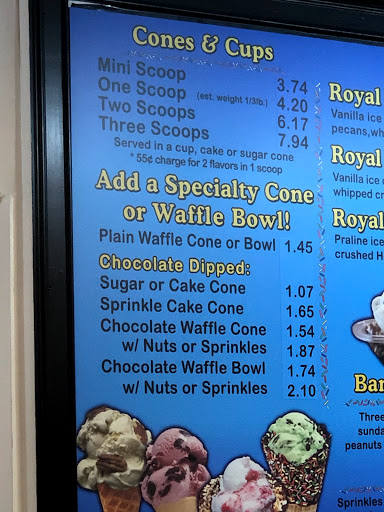 Cones & Cups
Mini Scoop 3.74
One Scoop (est. weight 1/3lb.) 4.20
Two Scoops 6.17
Three Scoops 7.94
Served in a cup, cake or sugar cone
* 55¢ charge for 2 flavors in 1 scoop
Add a Specialty Cone
or Waffle Bowl!
Plain Waffle Cone or Bowl 1.45
Chocolate Dipped:
Sugar or Cake Cone 1.07
Sprinkle Cake Cone 1.65
Chocolate Waffle Cone 1.54
w/ Nuts or Sprinkles 1.87
Chocolate Waffle Bowl 1.74
w/ Nuts or Sprinkles 2.10
Royal
Vanilla ice
pecans, wh
Royal
Vanilla ice
whipped cr
Royal
Praline ice
crushed H
Ban
Three
sunda
peanuts
Sprinkles